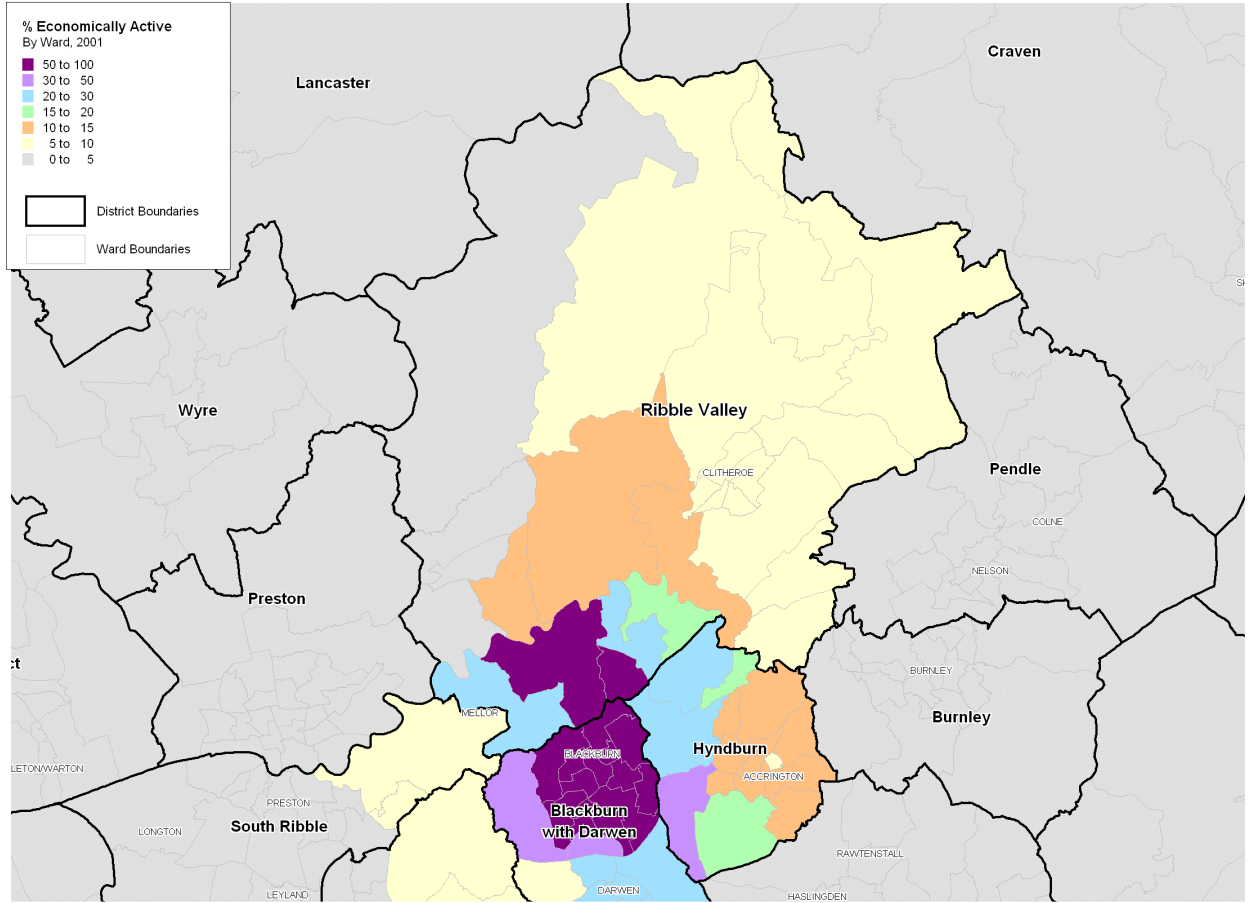 % Economically Active
By Ward, 2001
50 to 100
30 to 50
20 to 30
15 to 20
10 to 15
5 to 10
0 to 5
District Boundaries
Ward Boundaries
Lancaster
Craven
Wyre
Ribble Valley
CLITHEROE
Pendle
COLNE
NELSON
Preston
ct
BURNLEY
MELLOR
Burnley
Hyndburn
BLACKBURN
LETON/WARTON
ACCRINGTON
PRESTON
Blackburn
with Darwen
South Ribble
LONGTON
RAWTENSTALL
LEYLAND
DARWEN
HASLINGDEN